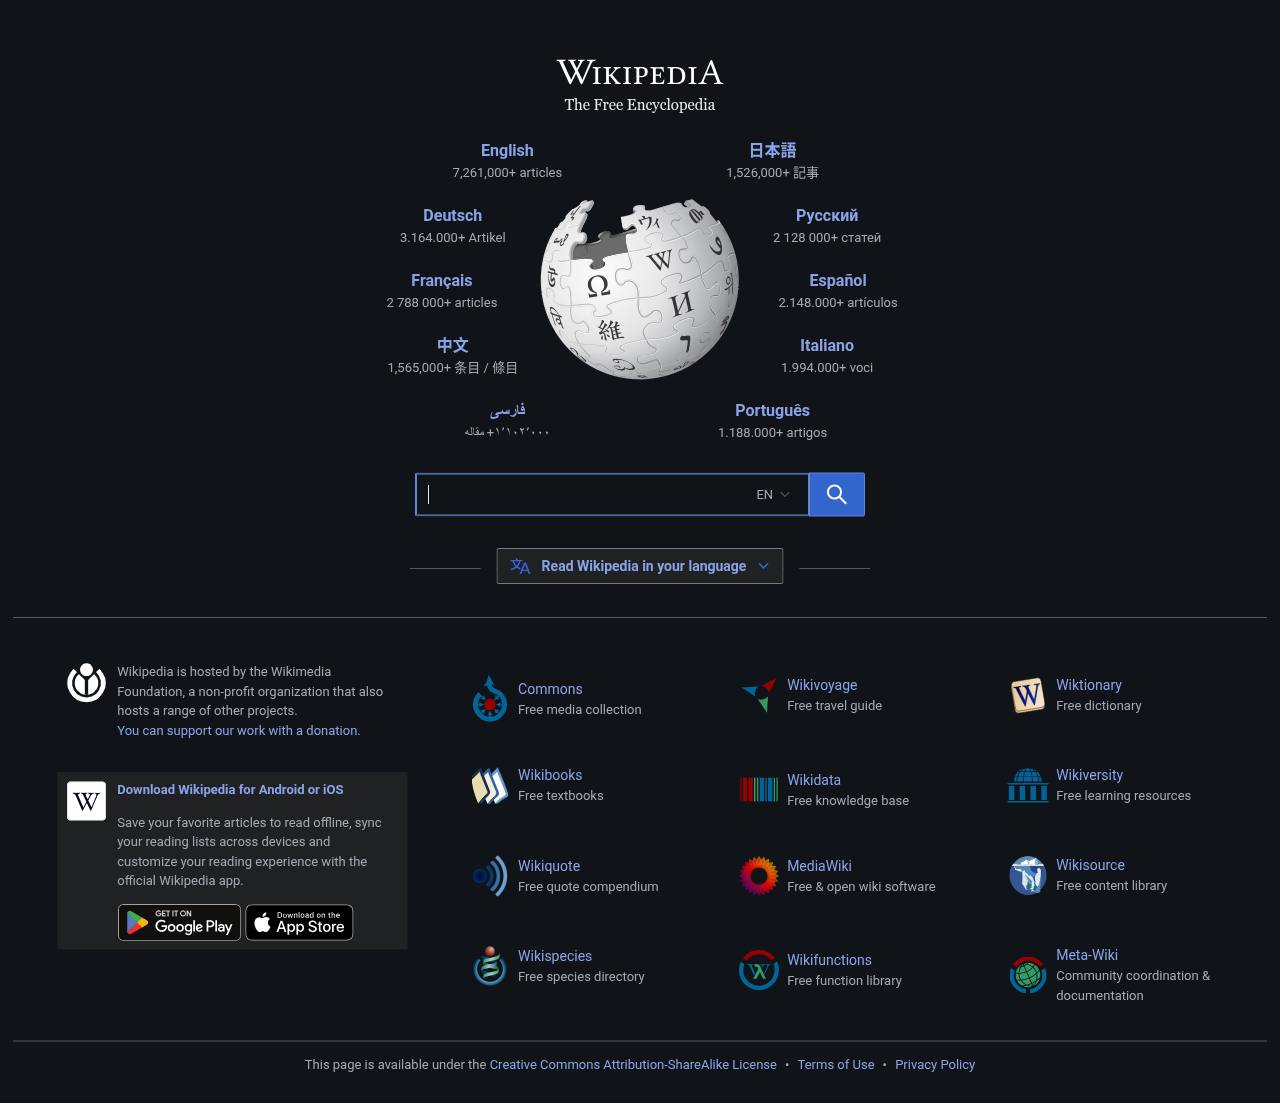 WIKIPEDIA
The Free Encyclopedia
English
7,261,000+ articles
日本語
1,526,000+ 記事
Deutsch
3.164.000+ Artikel
Русский
2 128 000+ статей
Français
2 788 000+ articles
Español
2.148.000+ artículos
中文
1,565,000+ 条目 / 條目
Italiano
1.994.000+ voci
فارسی
۱٬۱۰۲٬۰۰۰+ مقاله
Português
1.188.000+ artigos
Ω
W
И
維
ウィ
EN
Read Wikipedia in your language
Wikipedia is hosted by the Wikimedia
Foundation, a non-profit organization that also
hosts a range of other projects.
You can support our work with a donation.
W
Download Wikipedia for Android or iOS
Save your favorite articles to read offline, sync
your reading lists across devices and
customize your reading experience with the
official Wikipedia app.
GET IT ON
Google Play
Download on the
App Store
Commons
Free media collection
Wikivoyage
Free travel guide
W
Wiktionary
Free dictionary
Wikibooks
Free textbooks
Wikidata
Free knowledge base
Wikiversity
Free learning resources
Wikiquote
Free quote compendium
MediaWiki
Free & open wiki software
Wikisource
Free content library
Wikispecies
Free species directory
Wikifunctions
Free function library
Meta-Wiki
Community coordination &
documentation
This page is available under the Creative Commons Attribution-ShareAlike License • Terms of Use • Privacy Policy